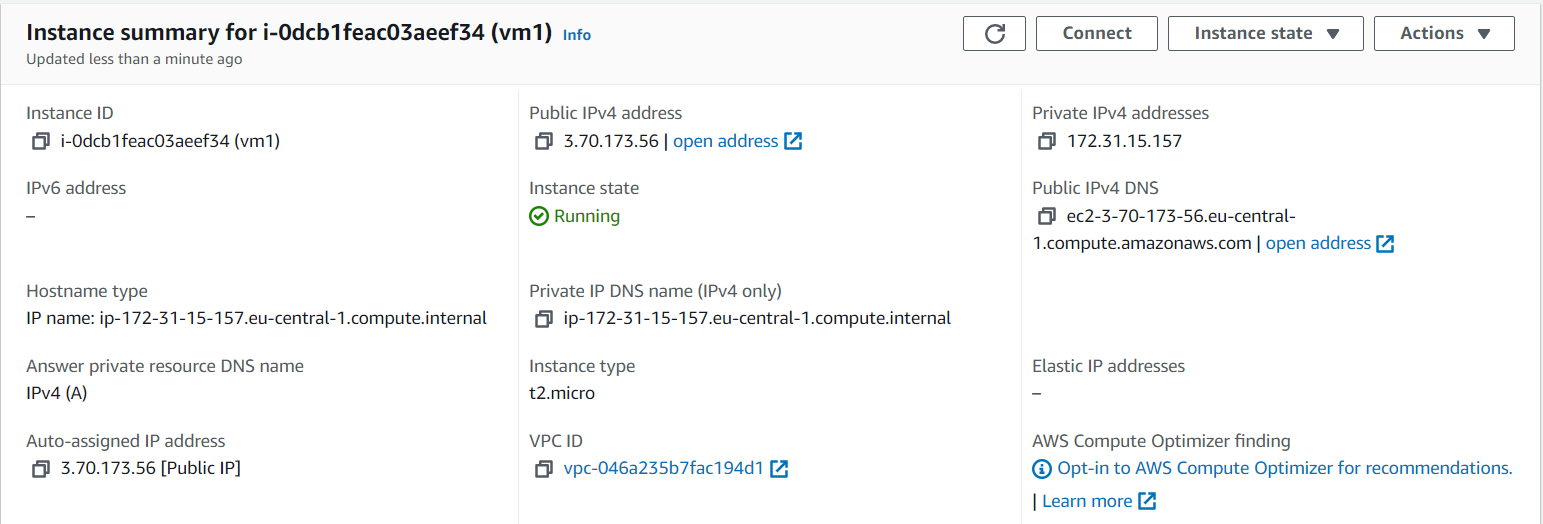 Instance summary for i-0dcb1feac03aeef34 (vm1) Info
Updated less than a minute ago
Connect
Instance state
Actions
Instance ID
i-0dcb1feac03aeef34 (vm1)
Public IPv4 address
3.70.173.56 | open address
Private IPv4 addresses
172.31.15.157
IPv6 address
–
Instance state
Running
Public IPv4 DNS
ec2-3-70-173-56.eu-central-
1.compute.amazonaws.com | open address
Hostname type
IP name: ip-172-31-15-157.eu-central-1.compute.internal
Private IP DNS name (IPv4 only)
ip-172-31-15-157.eu-central-1.compute.internal
Answer private resource DNS name
IPv4 (A)
Instance type
t2.micro
Elastic IP addresses
–
Auto-assigned IP address
3.70.173.56 [Public IP]
VPC ID
vpc-046a235b7fac194d1
AWS Compute Optimizer finding
Opt-in to AWS Compute Optimizer for recommendations.
| Learn more